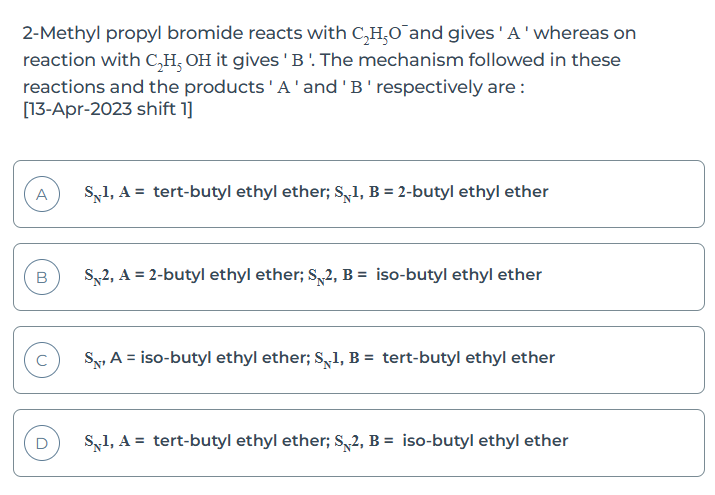 2-Methyl propyl bromide reacts with C₂H₅O⁻ and gives ' A ' whereas on
reaction with C₂H₅ OH it gives ' B '. The mechanism followed in these
reactions and the products ' A ' and ' B ' respectively are :
[13-Apr-2023 shift 1]
A S_N1, A = tert-butyl ethyl ether; S_N1, B = 2-butyl ethyl ether
B S_N2, A = 2-butyl ethyl ether; S_N2, B = iso-butyl ethyl ether
C S_N, A = iso-butyl ethyl ether; S_N1, B = tert-butyl ethyl ether
D S_N1, A = tert-butyl ethyl ether; S_N2, B = iso-butyl ethyl ether